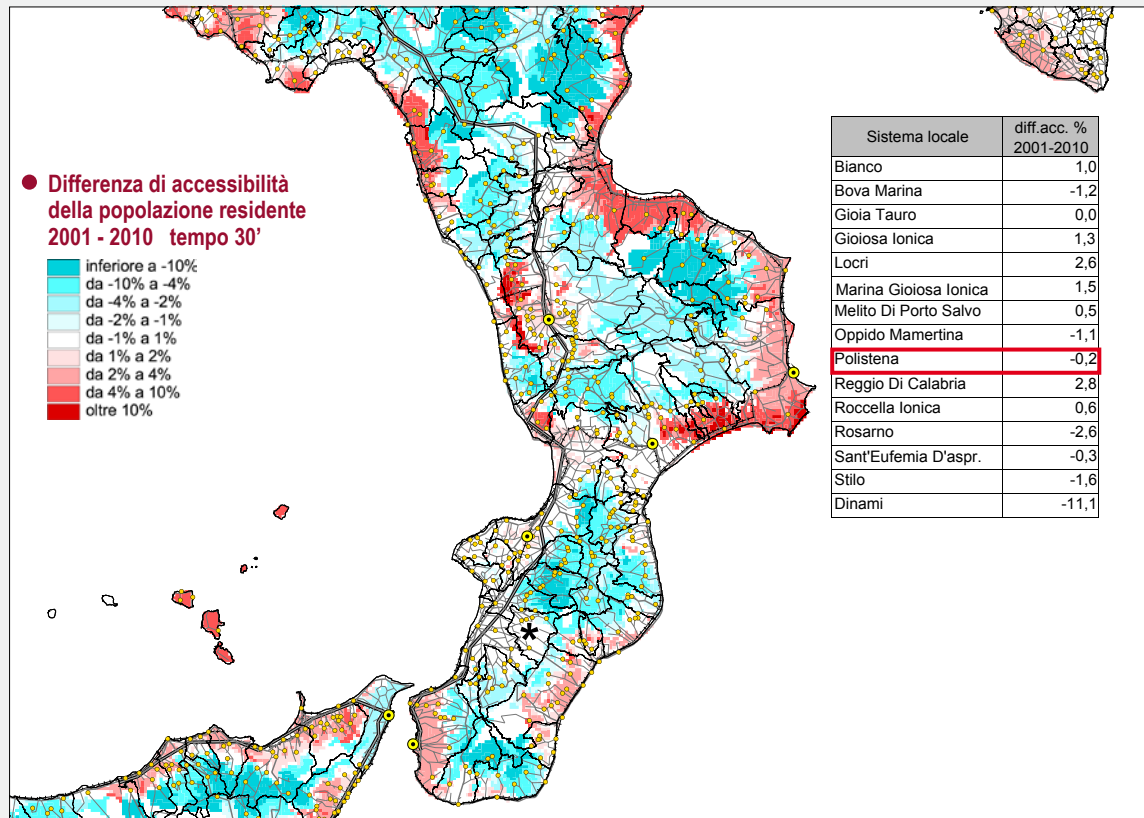 Differenza di accessibilità
della popolazione residente
2001 - 2010 tempo 30’
inferiore a -10%
da -10% a -4%
da -4% a -2%
da -2% a -1%
da -1% a 1%
da 1% a 2%
da 2% a 4%
da 4% a 10%
oltre 10%
*
Sistema locale diff.acc. % 2001-2010
Bianco 1,0
Bova Marina -1,2
Gioia Tauro 0,0
Gioiosa Ionica 1,3
Locri 2,6
Marina Gioiosa Ionica 1,5
Melito Di Porto Salvo 0,5
Oppido Mamertina -1,1
Polistena -0,2
Reggio Di Calabria 2,8
Roccella Ionica 0,6
Rosarno -2,6
Sant'Eufemia D'aspr. -0,3
Stilo -1,6
Dinami -11,1